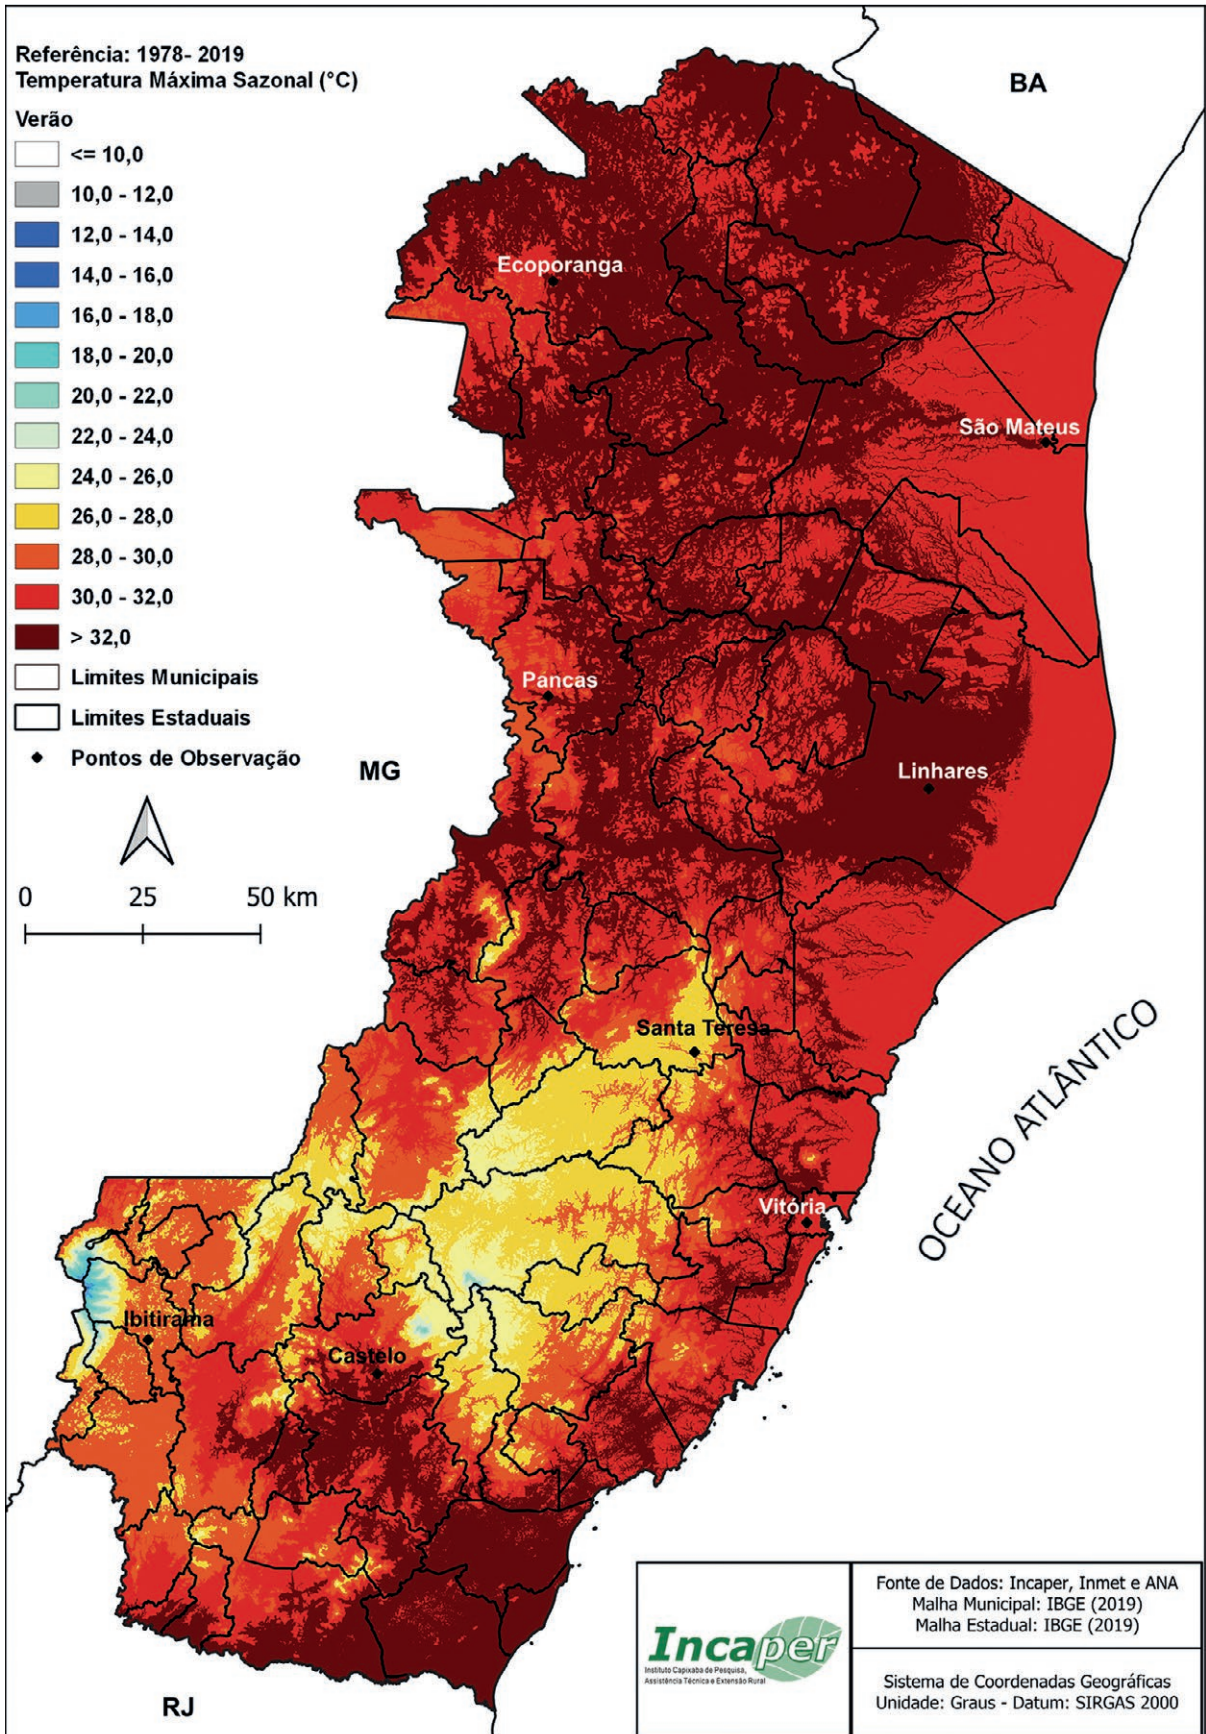 Referência: 1978- 2019
Temperatura Máxima Sazonal (°C)
Verão
<= 10,0
10,0 - 12,0
12,0 - 14,0
14,0 - 16,0
16,0 - 18,0
18,0 - 20,0
20,0 - 22,0
22,0 - 24,0
24,0 - 26,0
26,0 - 28,0
28,0 - 30,0
30,0 - 32,0
> 32,0
Limites Municipais
Limites Estaduais
Pontos de Observação
0 25 50 km
BA
Ecoporanga
São Mateus
Pancas
MG
Linhares
Santa Teresa
OCEANO ATLÂNTICO
Vitória
Ibitirama
Castelo
RJ
Incaper
Instituto Capixaba de Pesquisa,
Assistência Técnica e Extensão Rural
Fonte de Dados: Incaper, Inmet e ANA
Malha Municipal: IBGE (2019)
Malha Estadual: IBGE (2019)
Sistema de Coordenadas Geográficas
Unidade: Graus - Datum: SIRGAS 2000